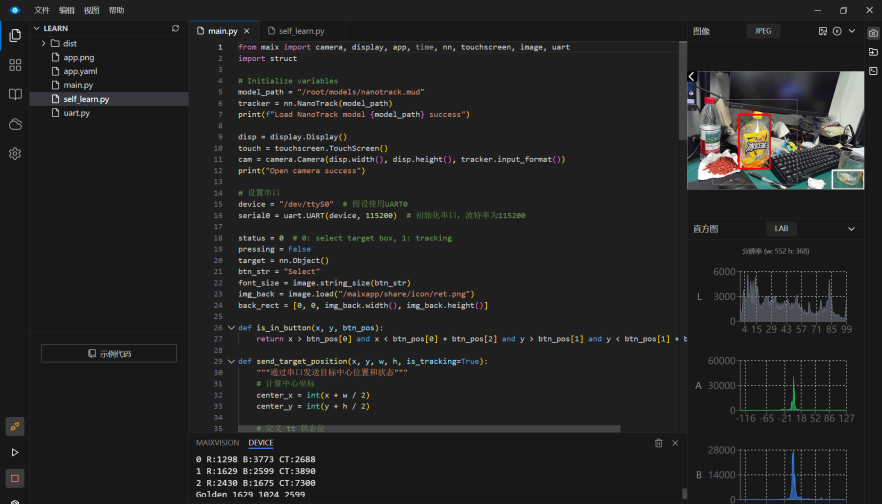 文件 编辑 视图 帮助
LEARN
dist
app.png
app.yaml
main.py
self_learn.py
uart.py
示例代码
main.py
self_learn.py
1 from maix import camera, display, app, time, nn, touchscreen, image, uart
2 import struct
3
4 # Initialize variables
5 model_path = "/root/models/nanotrack.mud"
6 tracker = nn.NanoTrack(model_path)
7 print(f"Load NanoTrack model {model_path} success")
8
9 disp = display.Display()
10 touch = touchscreen.TouchScreen()
11 cam = camera.Camera(disp.width(), disp.height(), tracker.input_format())
12 print("Open camera success")
13
14 # 设置串口
15 device = "/dev/ttyS0"  # 假设使用UART0
16 serial0 = uart.UART(device, 115200)  # 初始化串口，波特率为115200
17
18 status = 0  # 0: select target box, 1: tracking
19 pressing = False
20 target = nn.Object()
21 btn_str = "Select"
22 font_size = image.string_size(btn_str)
23 img_back = image.load("/maixapp/share/icon/ret.png")
24 back_rect = [0, 0, img_back.width(), img_back.height()]
25
26 def is_in_button(x, y, btn_pos):
27 return x > btn_pos[0] and x < btn_pos[0] + btn_pos[2] and y > btn_pos[1] and y < btn_pos[1] + b
28
29 def send_target_position(x, y, w, h, is_tracking=True):
30 """通过串口发送目标中心位置和状态"""
31 # 计算中心坐标
32 center_x = int(x + w / 2)
33 center_y = int(y + h / 2)
34
35 # 定义 tt 状态位
MAIXVISION DEVICE
0 R:1298 B:3773 CT:2688
1 R:1629 B:2599 CT:3890
2 R:2430 B:1675 CT:7300
Golden 1629 1024 2599
图像 JPEG
直方图 LAB
分辨率 (w: 552 h: 368)
6000
L 3000
0
4 15 29 43 57 71 85 99
60000
A 30000
0
-116 -65 -21 18 52 86 127
28000
B 14000
0